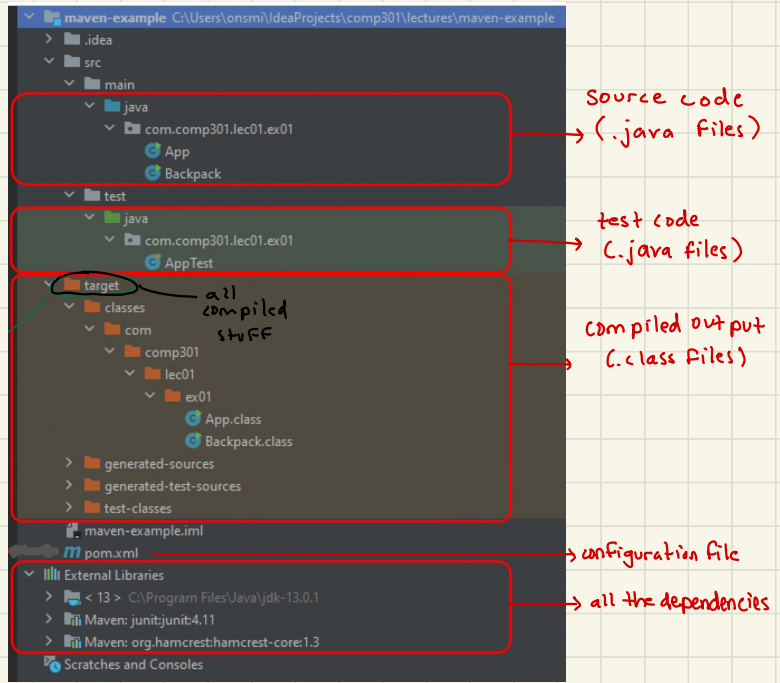 maven-example C:\Users\onsmi\IdeaProjects\comp301\lectures\maven-example
.idea
src
main
java
com.comp301.lec01.ex01
App
Backpack
source code
(.java files)
test
java
com.comp301.lec01.ex01
AppTest
test code
(.java files)
target
all
compiled
stuff
classes
com
comp301
lec01
ex01
App.class
Backpack.class
generated-sources
generated-test-sources
test-classes
compiled output
(.class files)
maven-example.iml
m pom.xml
configuration file
External Libraries
< 13 > C:\Program Files\Java\jdk-13.0.1
Maven: junit:junit:4.11
Maven: org.hamcrest:hamcrest-core:1.3
all the dependencies
Scratches and Consoles